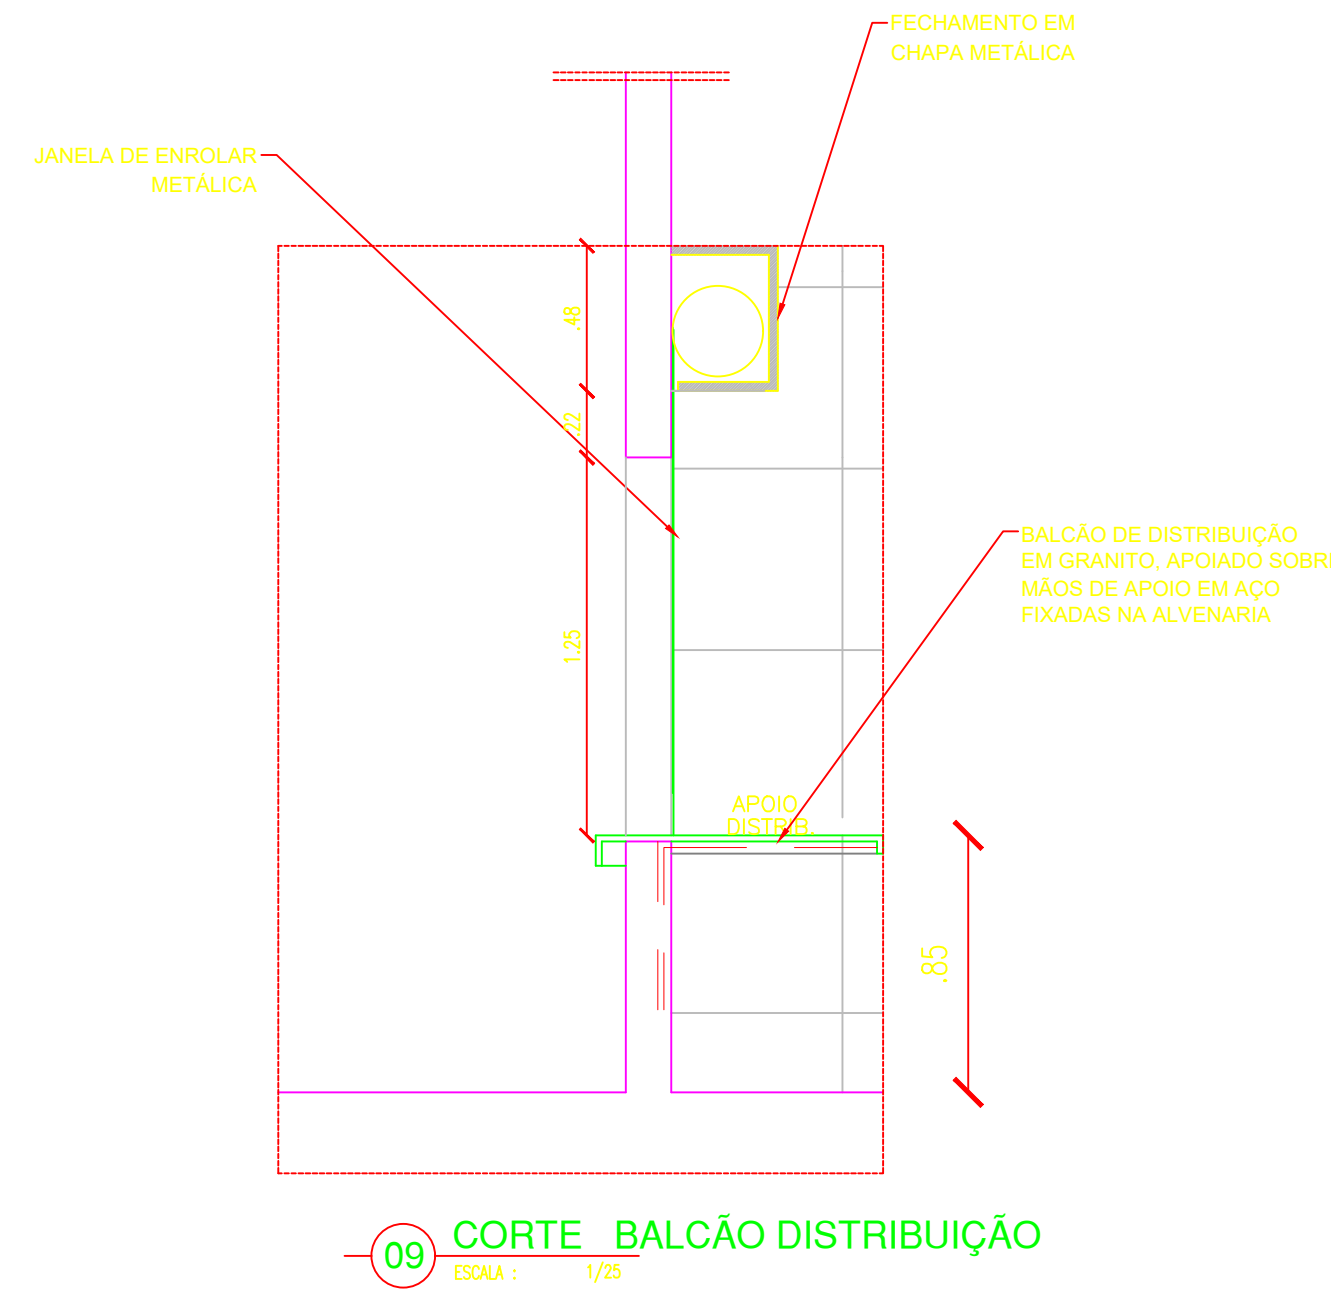 FECHAMENTO EM
CHAPA METÁLICA
JANELA DE ENROLAR
METÁLICA
.48
.22
1.25
BALCÃO DE DISTRIBUIÇÃO
EM GRANITO, APOIADO SOBRE
MÃOS DE APOIO EM AÇO
FIXADAS NA ALVENARIA
APOIO
DISTRIB.
.85
09 CORTE BALCÃO DISTRIBUIÇÃO
ESCALA : 1/25